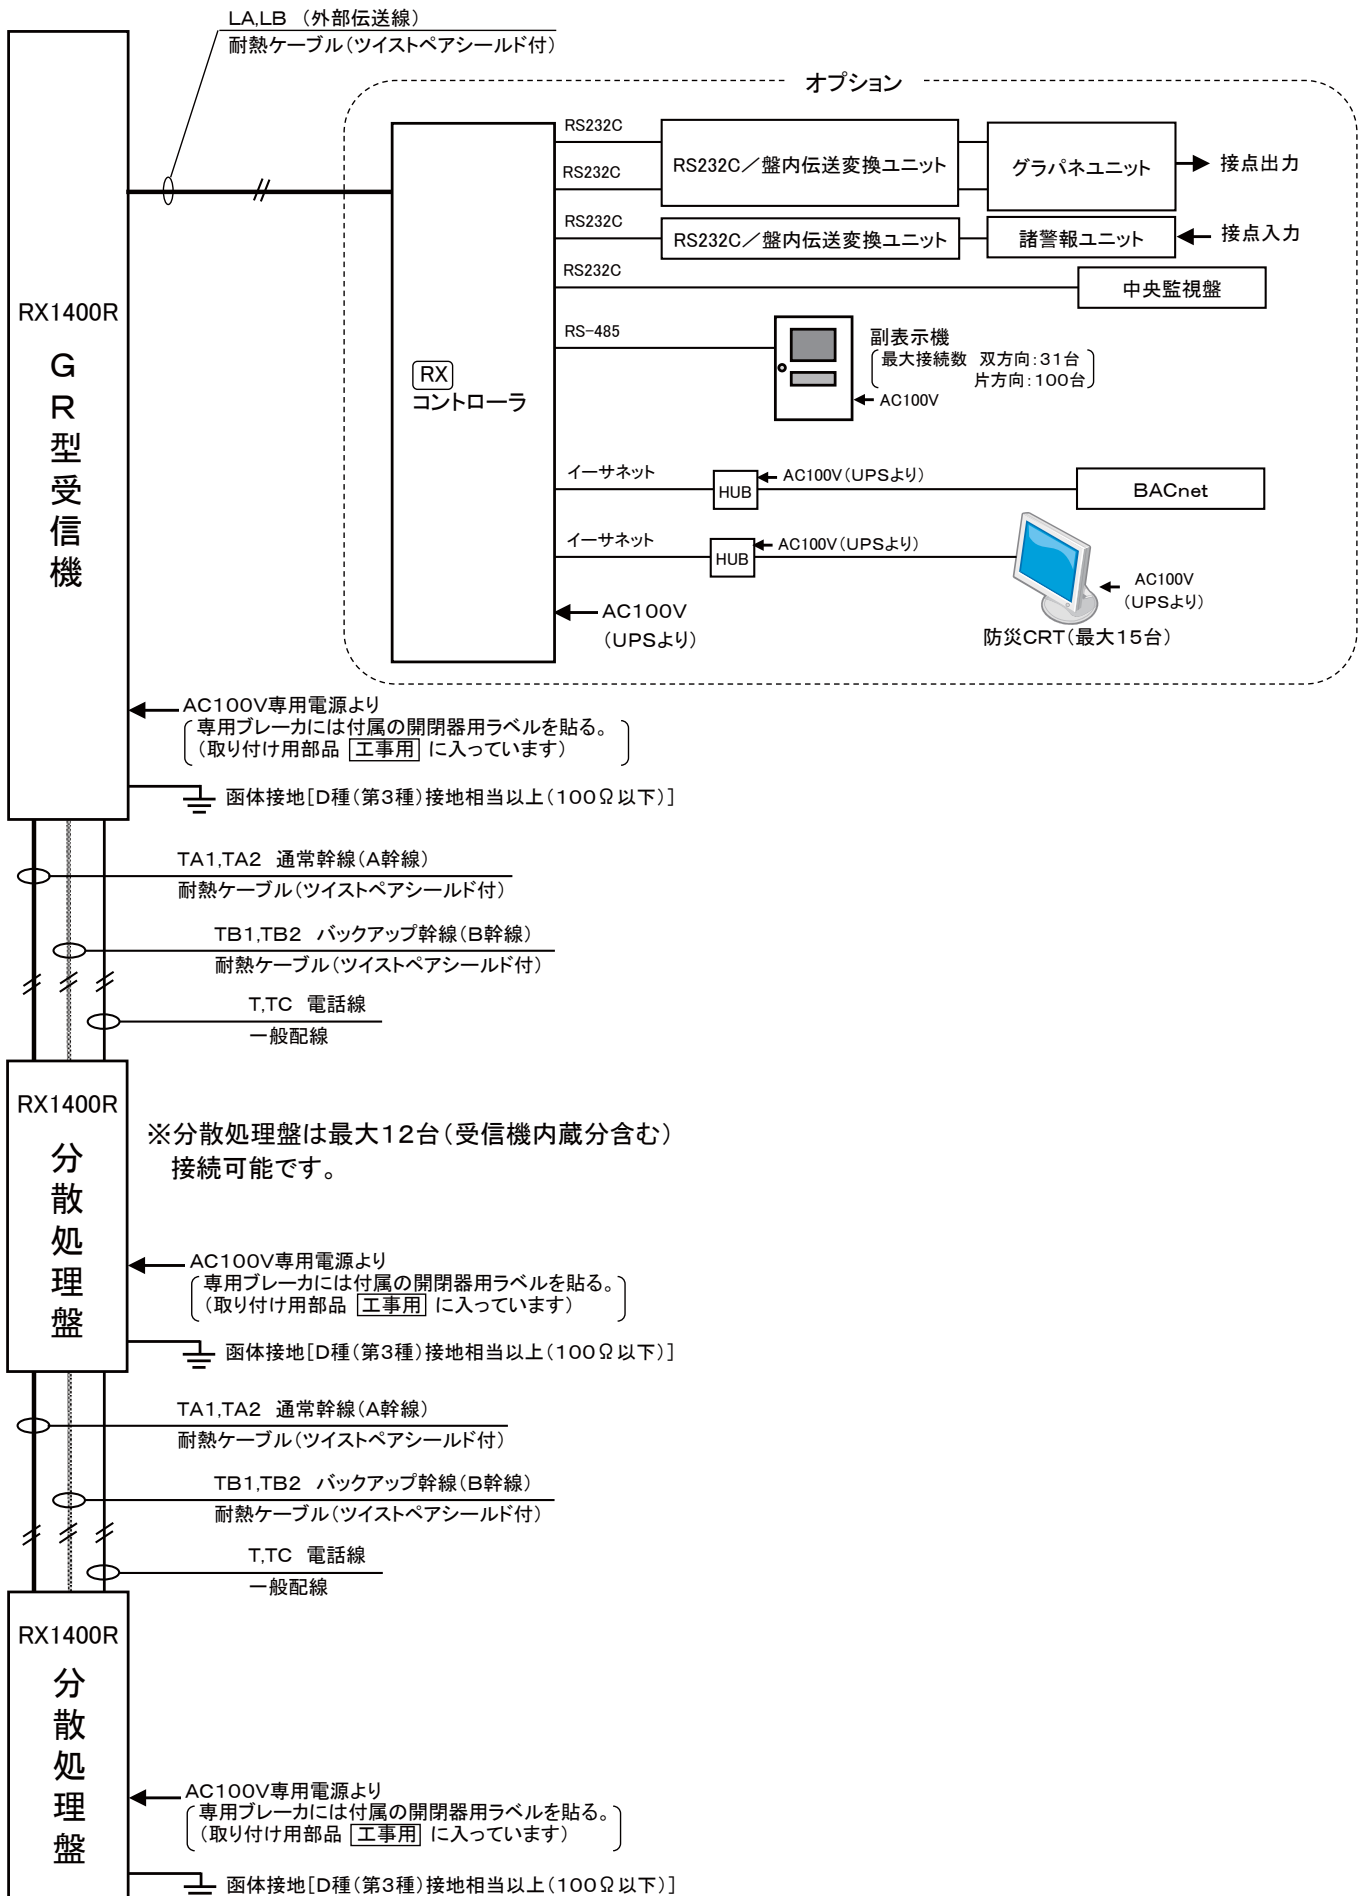 LA,LB （外部伝送線）
耐熱ケーブル（ツイストペアシールド付）
オプション
RS232C
RS232C／盤内伝送変換ユニット
グラパネユニット
接点出力
RS232C
RS232C
RS232C／盤内伝送変換ユニット
諸警報ユニット
接点入力
RS232C
中央監視盤
RX1400R
GR型受信機
RS-485
副表示機
最大接続数 双方向：31台
片方向：100台
AC100V
RX
コントローラ
イーサネット
HUB
AC100V（UPSより）
BACnet
イーサネット
HUB
AC100V（UPSより）
AC100V
（UPSより）
防災CRT（最大15台）
AC100V
（UPSより）
AC100V専用電源より
専用ブレーカには付属の開閉器用ラベルを貼る。
（取り付け用部品 工事用 に入っています）
函体接地［D種（第3種）接地相当以上（100Ω以下）］
TA1,TA2 通常幹線（A幹線）
耐熱ケーブル（ツイストペアシールド付）
TB1,TB2 バックアップ幹線（B幹線）
耐熱ケーブル（ツイストペアシールド付）
T,TC 電話線
一般配線
RX1400R
分散処理盤
※分散処理盤は最大12台（受信機内蔵分含む）
接続可能です。
AC100V専用電源より
専用ブレーカには付属の開閉器用ラベルを貼る。
（取り付け用部品 工事用 に入っています）
函体接地［D種（第3種）接地相当以上（100Ω以下）］
TA1,TA2 通常幹線（A幹線）
耐熱ケーブル（ツイストペアシールド付）
TB1,TB2 バックアップ幹線（B幹線）
耐熱ケーブル（ツイストペアシールド付）
T,TC 電話線
一般配線
RX1400R
分散処理盤
AC100V専用電源より
専用ブレーカには付属の開閉器用ラベルを貼る。
（取り付け用部品 工事用 に入っています）
函体接地［D種（第3種）接地相当以上（100Ω以下）］